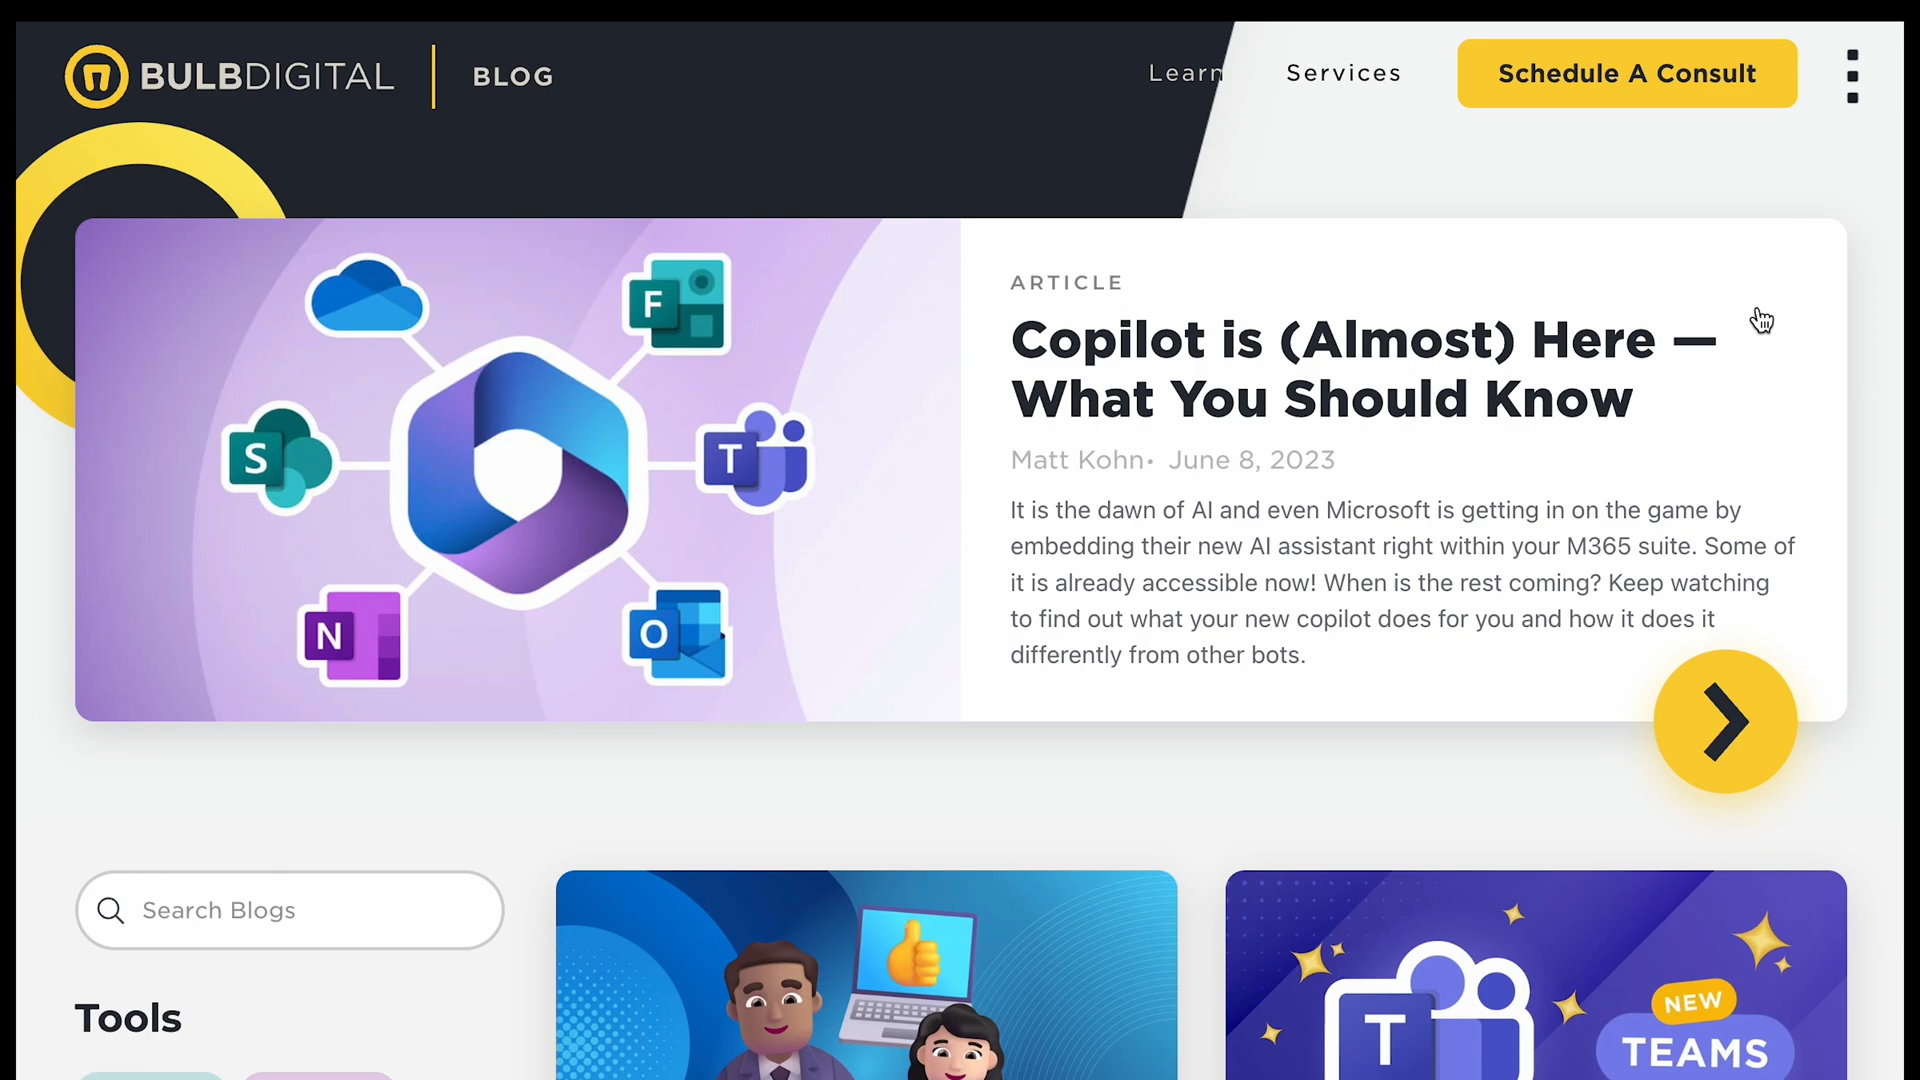 BULBDIGITAL
BLOG
Learn
Services
Schedule A Consult
ARTICLE
Copilot is (Almost) Here —
What You Should Know
Matt Kohn• June 8, 2023
It is the dawn of AI and even Microsoft is getting in on the game by
embedding their new AI assistant right within your M365 suite. Some of
it is already accessible now! When is the rest coming? Keep watching
to find out what your new copilot does for you and how it does it
differently from other bots.
F
S
T
N
O
Search Blogs
Tools
T
NEW
TEAMS